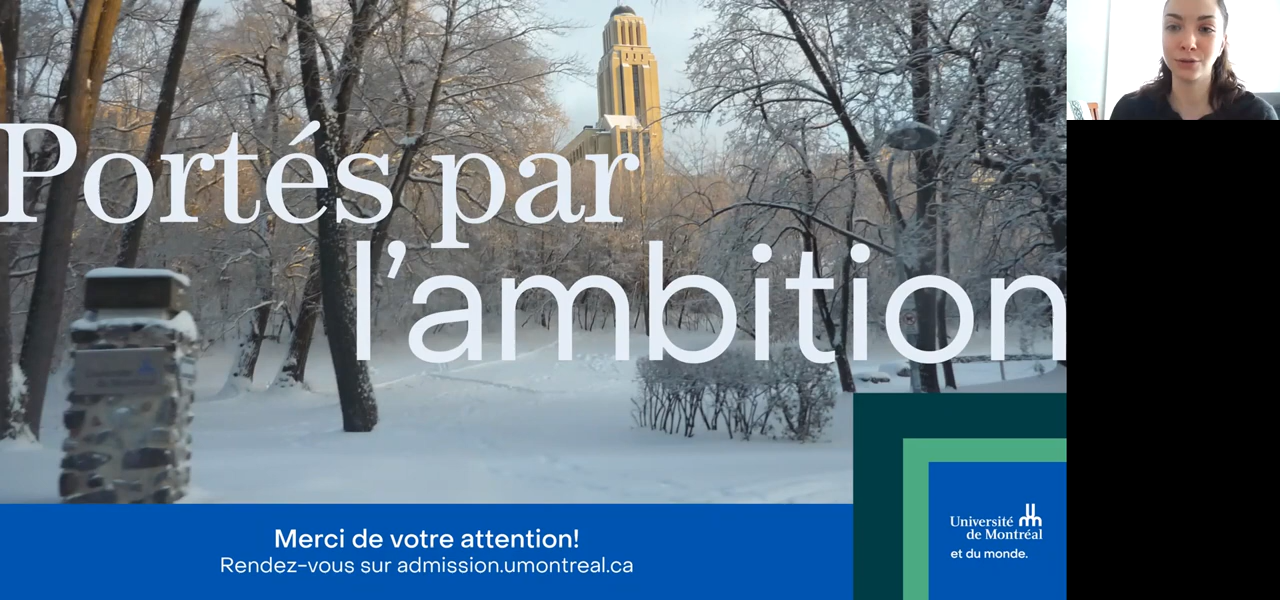 Portés par
l’ambition
Merci de votre attention!
Rendez-vous sur admission.umontreal.ca
Université
de Montréal
et du monde.